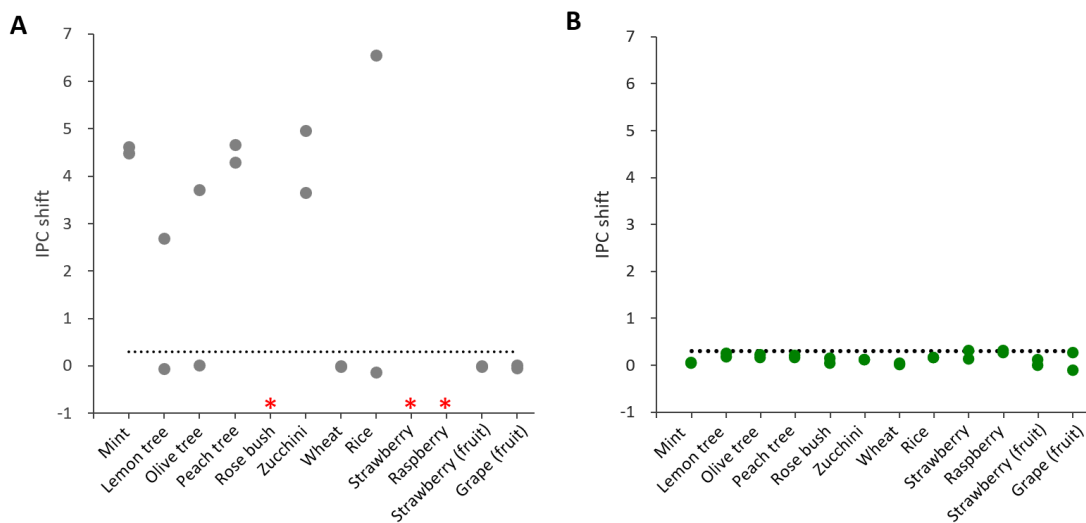 A
7
6
5
4
3
2
1
0
-1
IPC shift
*
*
*
Mint
Lemon tree
Olive tree
Peach tree
Rose bush
Zucchini
Wheat
Rice
Strawberry
Raspberry
Strawberry (fruit)
Grape (fruit)
B
7
6
5
4
3
2
1
0
-1
IPC shift
Mint
Lemon tree
Olive tree
Peach tree
Rose bush
Zucchini
Wheat
Rice
Strawberry
Raspberry
Strawberry (fruit)
Grape (fruit)